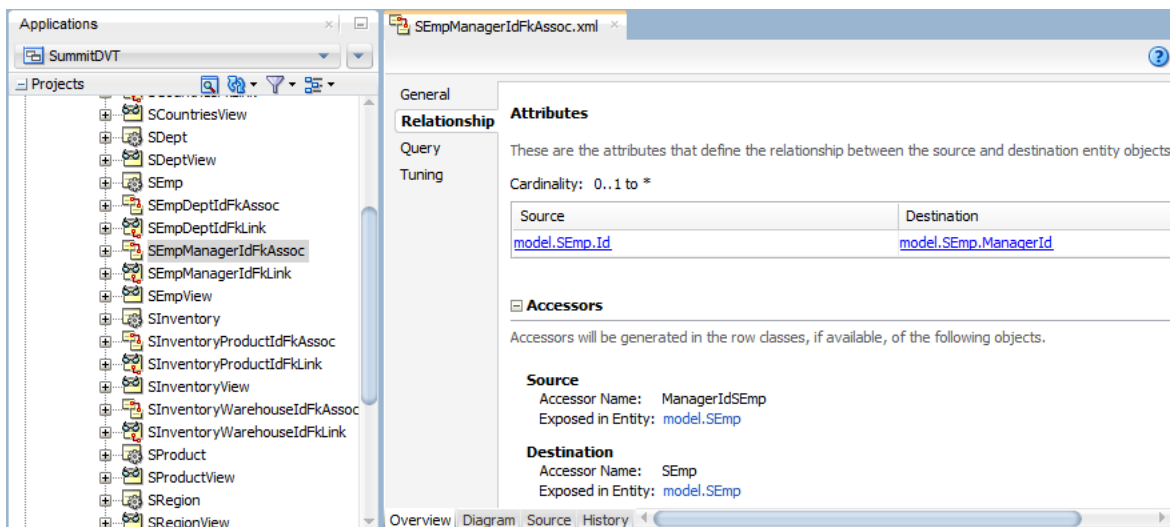 Applications
SummitDVT
Projects
SCountriesFkLink
SCountriesView
SDept
SDeptView
SEmp
SEmpDeptIdFkAssoc
SEmpDeptIdFkLink
SEmpManagerIdFkAssoc
SEmpManagerIdFkLink
SEmpView
SInventory
SInventoryProductIdFkAssoc
SInventoryProductIdFkLink
SInventoryView
SInventoryWarehouseIdFkAssoc
SInventoryWarehouseIdFkLink
SProduct
SProductView
SRegion
SRegionView
SEmpManagerIdFkAssoc.xml
General
Relationship
Query
Tuning
Attributes
These are the attributes that define the relationship between the source and destination entity objects
Cardinality: 0..1 to *
Source Destination
model.SEmp.Id model.SEmp.ManagerId
Accessors
Accessors will be generated in the row classes, if available, of the following objects.
Source
Accessor Name: ManagerIdSEmp
Exposed in Entity: model.SEmp
Destination
Accessor Name: SEmp
Exposed in Entity: model.SEmp
Overview Diagram Source History